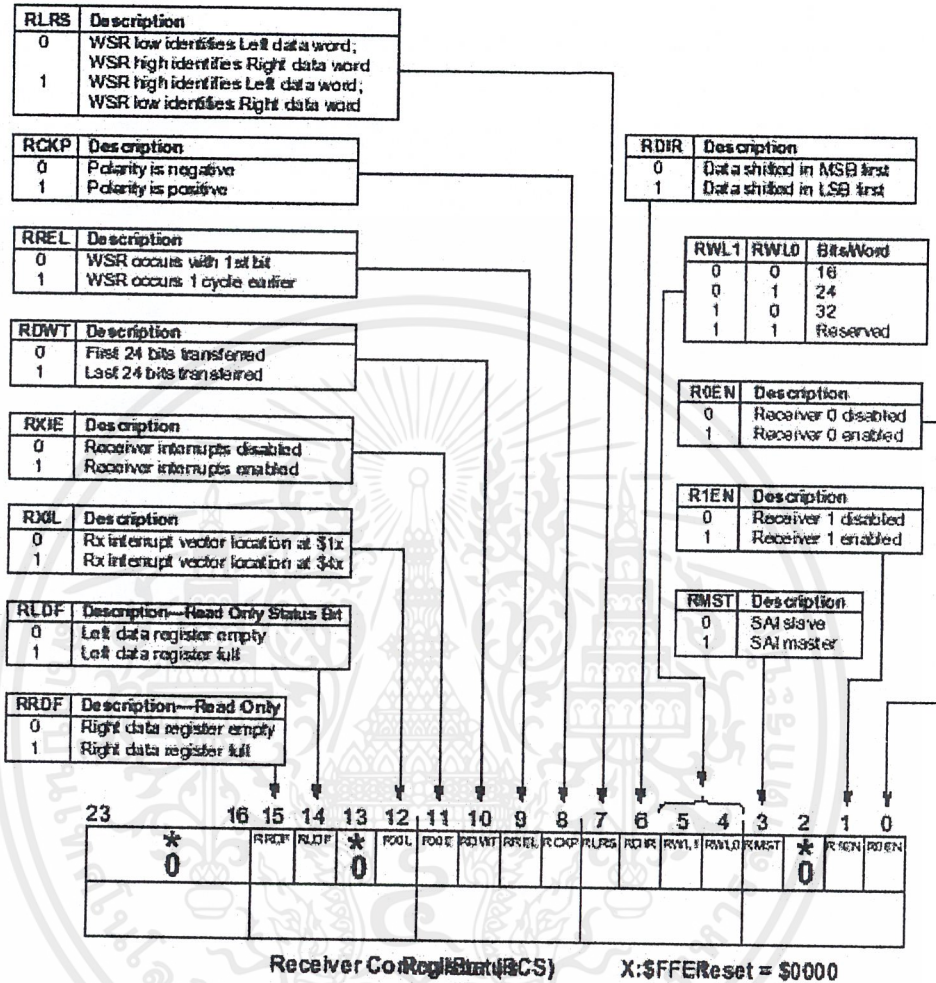 RLRS Description
0 WSR low identifies Left data word;
WSR high identifies Right data word
1 WSR high identifies Left data word;
WSR low identifies Right data word
RCKP Description
0 Polarity is negative
1 Polarity is positive
RREL Description
0 WSR occurs with 1st bit
1 WSR occurs 1 cycle earlier
RDWT Description
0 First 24 bits transferred
1 Last 24 bits transferred
RXIE Description
0 Receiver interrupts disabled
1 Receiver interrupts enabled
RXIL Description
0 Rx interrupt vector location at $1x
1 Rx interrupt vector location at $4x
RLDF Description—Read Only Status Bit
0 Left data register empty
1 Left data register full
RRDF Description—Read Only
0 Right data register empty
1 Right data register full
RDIR Description
0 Data shifted in MSB first
1 Data shifted in LSB first
RWL1 RWL0 Bits/Word
0 0 16
0 1 24
1 0 32
1 1 Reserved
R0EN Description
0 Receiver 0 disabled
1 Receiver 0 enabled
R1EN Description
0 Receiver 1 disabled
1 Receiver 1 enabled
RMST Description
0 SAI slave
1 SAI master
23 16 15 14 13 12 11 10 9 8 7 6 5 4 3 2 1 0
* RRDF RLDF * RXIL RXIE RDWT RREL RCKP RLRS RDIR RWL1 RWL0 RMST * R1EN R0EN
0 0 0
Receiver (RCS) X:$FFE Reset = $0000